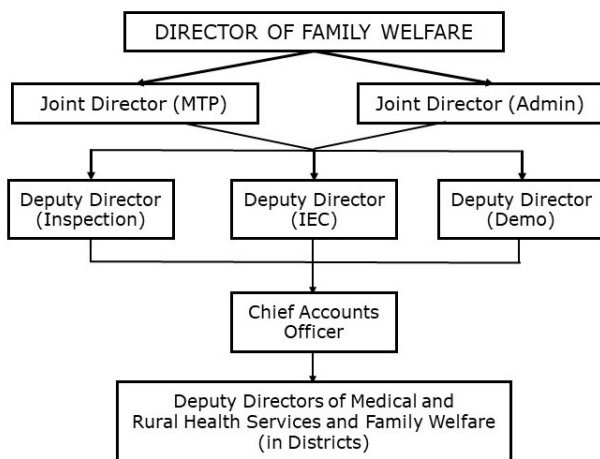 DIRECTOR OF FAMILY WELFARE
Joint Director (MTP)
Joint Director (Admin)
Deputy Director
(Inspection)
Deputy Director
(IEC)
Deputy Director
(Demo)
Chief Accounts
Officer
Deputy Directors of Medical and
Rural Health Services and Family Welfare
(in Districts)